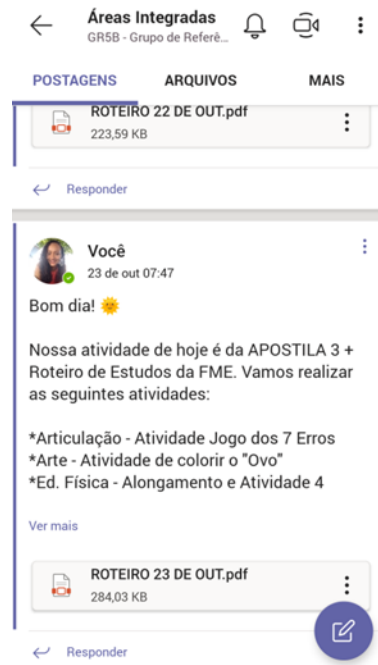 Áreas Integradas
GR5B - Grupo de Referê...
POSTAGENS ARQUIVOS MAIS
ROTEIRO 22 DE OUT.pdf
223,59 KB
Responder
Você
23 de out 07:47
Bom dia! 🌞
Nossa atividade de hoje é da APOSTILA 3 +
Roteiro de Estudos da FME. Vamos realizar
as seguintes atividades:
*Articulação - Atividade Jogo dos 7 Erros
*Arte - Atividade de colorir o "Ovo"
*Ed. Física - Alongamento e Atividade 4
Ver mais
ROTEIRO 23 DE OUT.pdf
284,03 KB
Responder